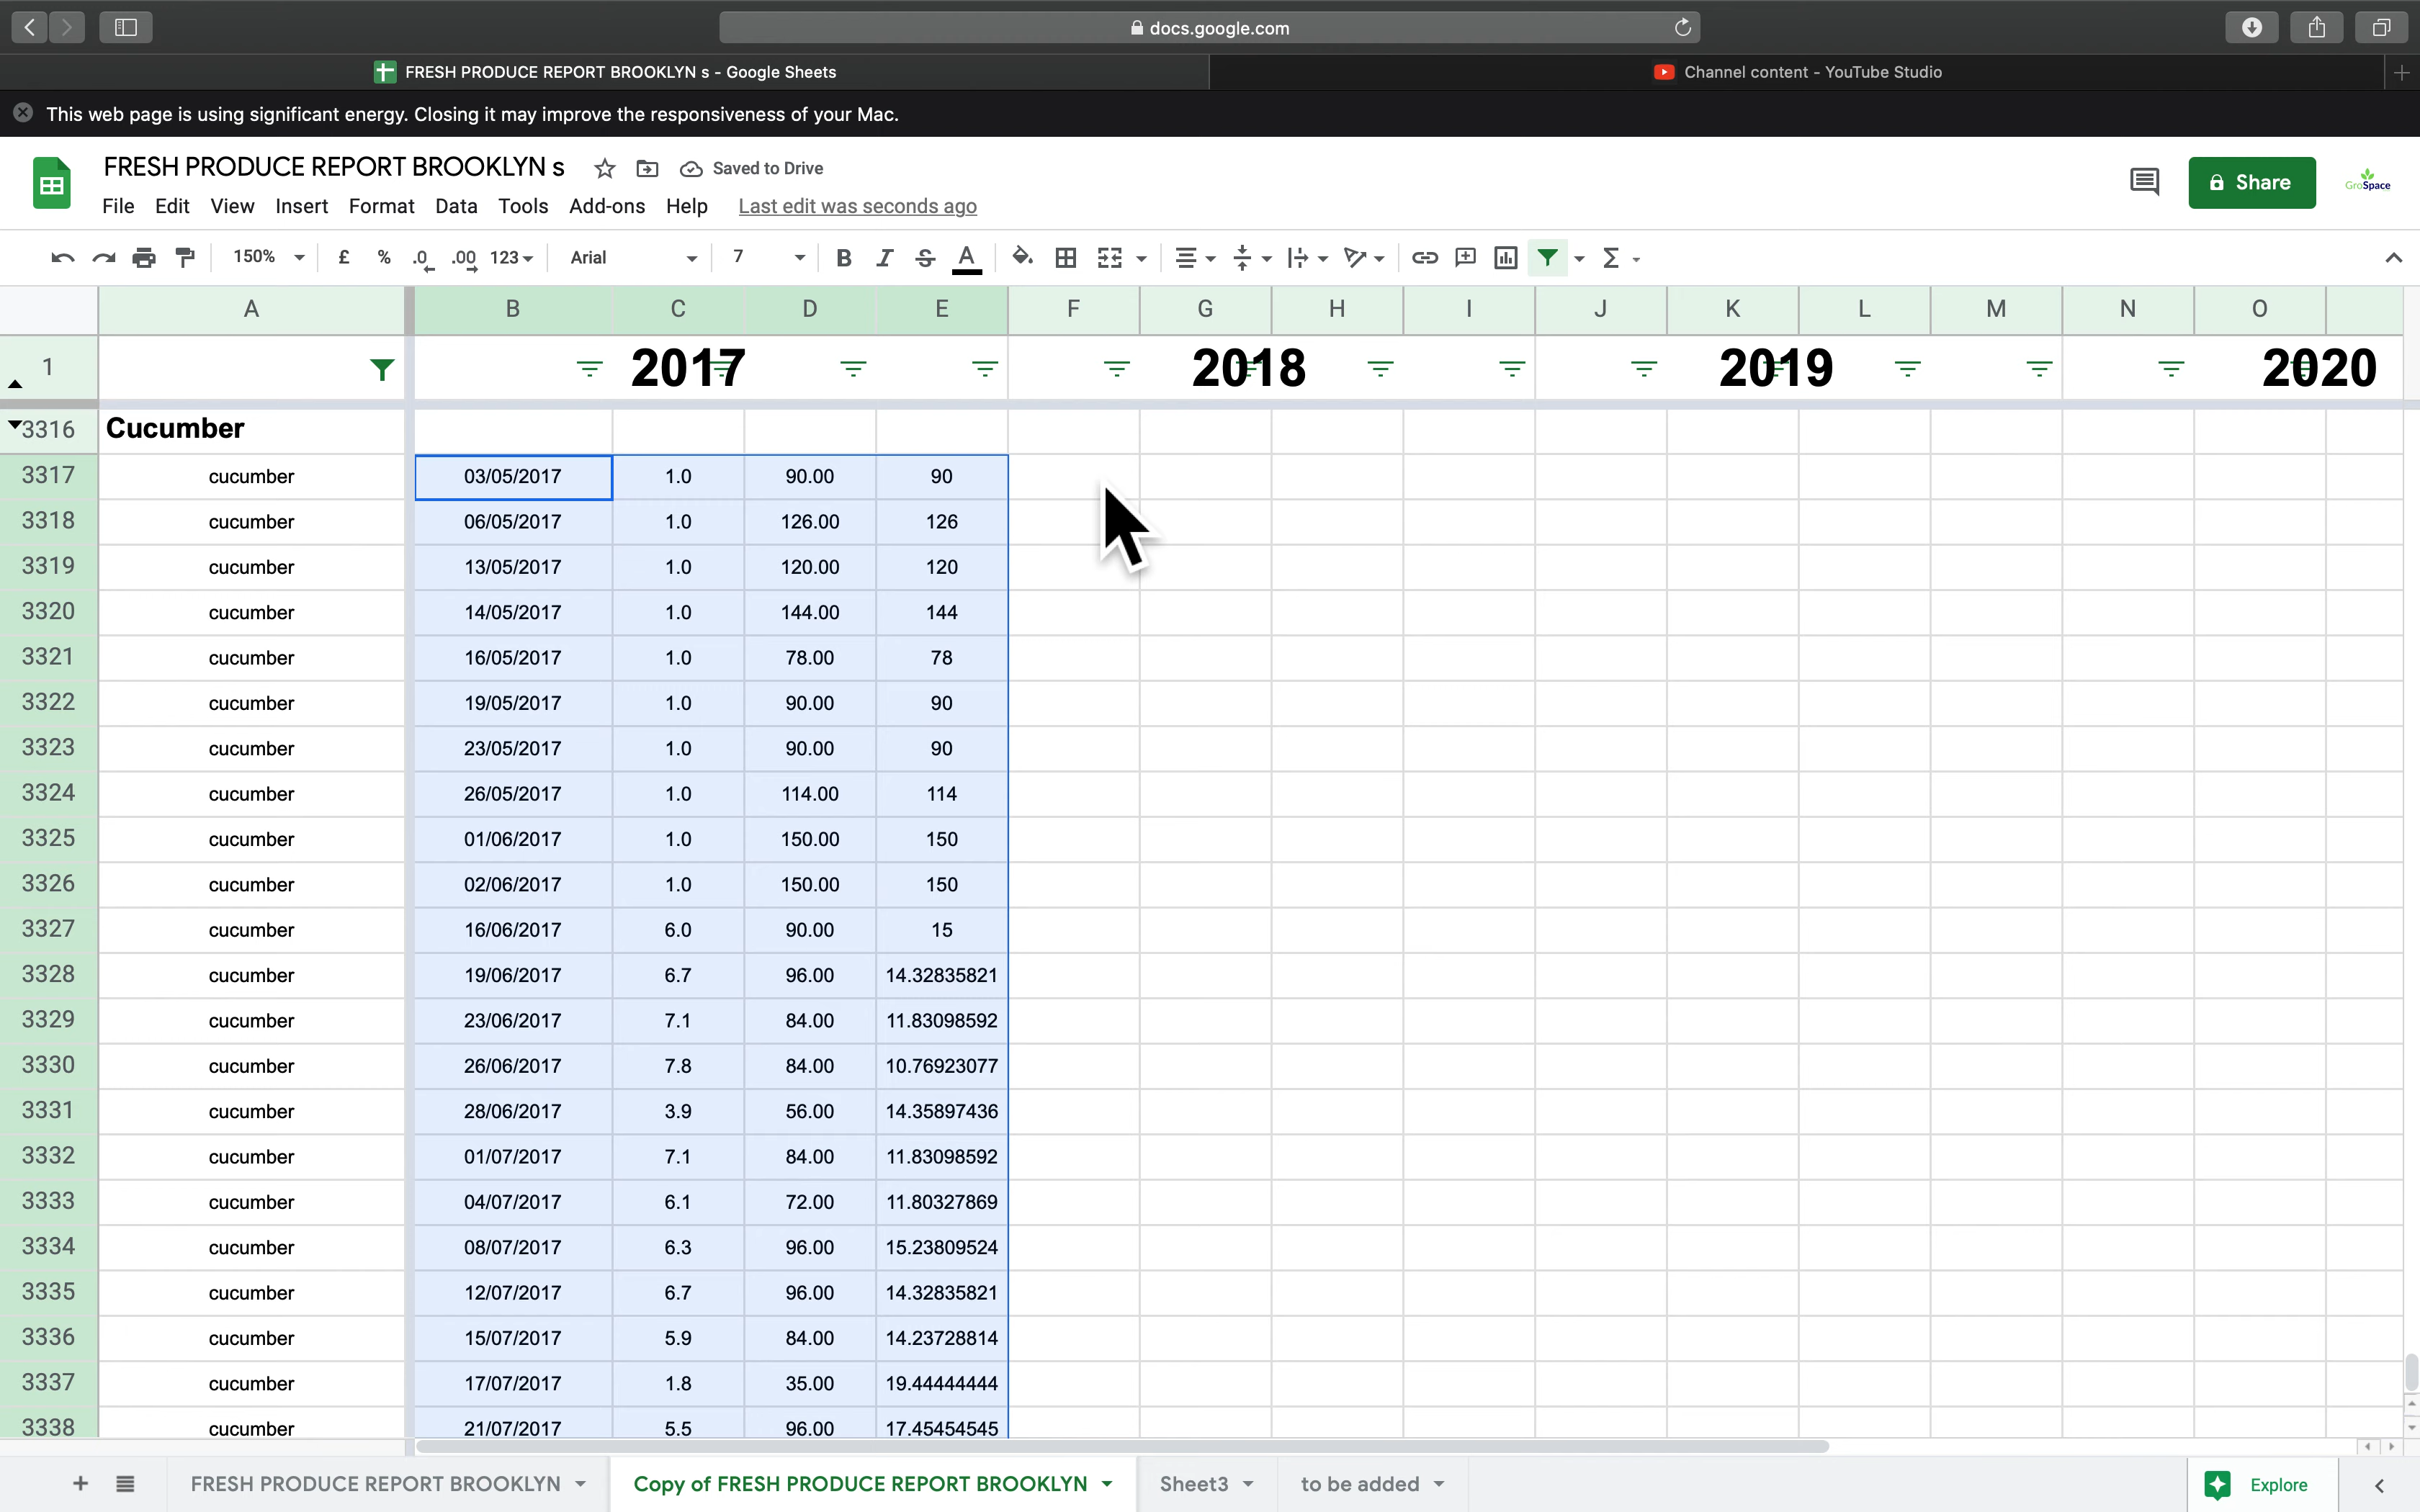 docs.google.com
FRESH PRODUCE REPORT BROOKLYN s - Google Sheets
Channel content - YouTube Studio
This web page is using significant energy. Closing it may improve the responsiveness of your Mac.
FRESH PRODUCE REPORT BROOKLYN s
Saved to Drive
Share
GroSpace
File Edit View Insert Format Data Tools Add-ons Help Last edit was seconds ago
150% £ % .0 .00 123 Arial 7 B I S A
A B C D E F G H I J K L M N O
1 2017 2018 2019 2020
3316 Cucumber
3317 cucumber 03/05/2017 1.0 90.00 90
3318 cucumber 06/05/2017 1.0 126.00 126
3319 cucumber 13/05/2017 1.0 120.00 120
3320 cucumber 14/05/2017 1.0 144.00 144
3321 cucumber 16/05/2017 1.0 78.00 78
3322 cucumber 19/05/2017 1.0 90.00 90
3323 cucumber 23/05/2017 1.0 90.00 90
3324 cucumber 26/05/2017 1.0 114.00 114
3325 cucumber 01/06/2017 1.0 150.00 150
3326 cucumber 02/06/2017 1.0 150.00 150
3327 cucumber 16/06/2017 6.0 90.00 15
3328 cucumber 19/06/2017 6.7 96.00 14.32835821
3329 cucumber 23/06/2017 7.1 84.00 11.83098592
3330 cucumber 26/06/2017 7.8 84.00 10.76923077
3331 cucumber 28/06/2017 3.9 56.00 14.35897436
3332 cucumber 01/07/2017 7.1 84.00 11.83098592
3333 cucumber 04/07/2017 6.1 72.00 11.80327869
3334 cucumber 08/07/2017 6.3 96.00 15.23809524
3335 cucumber 12/07/2017 6.7 96.00 14.32835821
3336 cucumber 15/07/2017 5.9 84.00 14.23728814
3337 cucumber 17/07/2017 1.8 35.00 19.44444444
3338 cucumber 21/07/2017 5.5 96.00 17.45454545
FRESH PRODUCE REPORT BROOKLYN Copy of FRESH PRODUCE REPORT BROOKLYN Sheet3 to be added Explore